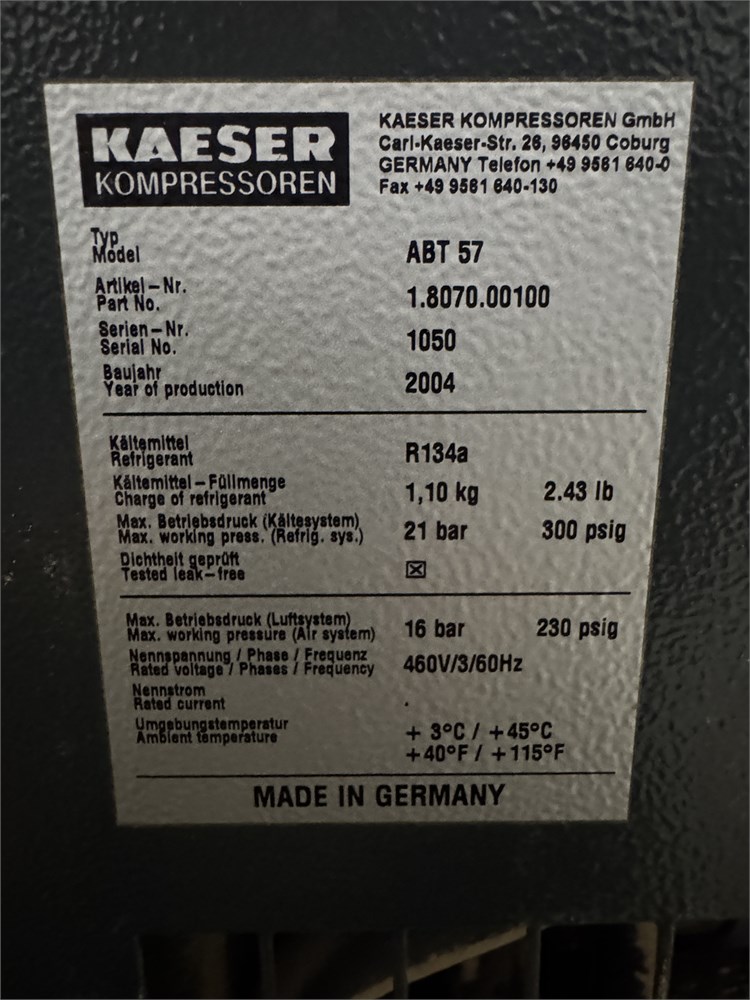 KAESER
KOMPRESSOREN
KAESER KOMPRESSOREN GmbH
Carl-Kaeser-Str. 26, 96450 Coburg
GERMANY Telefon +49 9561 640-0
Fax +49 9561 640-130
Typ
Model ABT 57
Artikel-Nr.
Part No. 1.8070.00100
Serien-Nr.
Serial No. 1050
Baujahr
Year of production 2004
Kältemittel
Refrigerant R134a
Kältemittel-Füllmenge
Charge of refrigerant 1,10 kg 2.43 lb
Max. Betriebsdruck (Kältesystem)
Max. working press. (Refrig. sys.) 21 bar 300 psig
Dichtheit geprüft
Tested leak-free ☒
Max. Betriebsdruck (Luftsystem)
Max. working pressure (Air system) 16 bar 230 psig
Nennspannung / Phase / Frequenz
Rated voltage / Phases / Frequency 460V/3/60Hz
Nennstrom
Rated current .
Umgebungstemperatur
Ambient temperature + 3°C / +45°C
+40°F / +115°F
MADE IN GERMANY